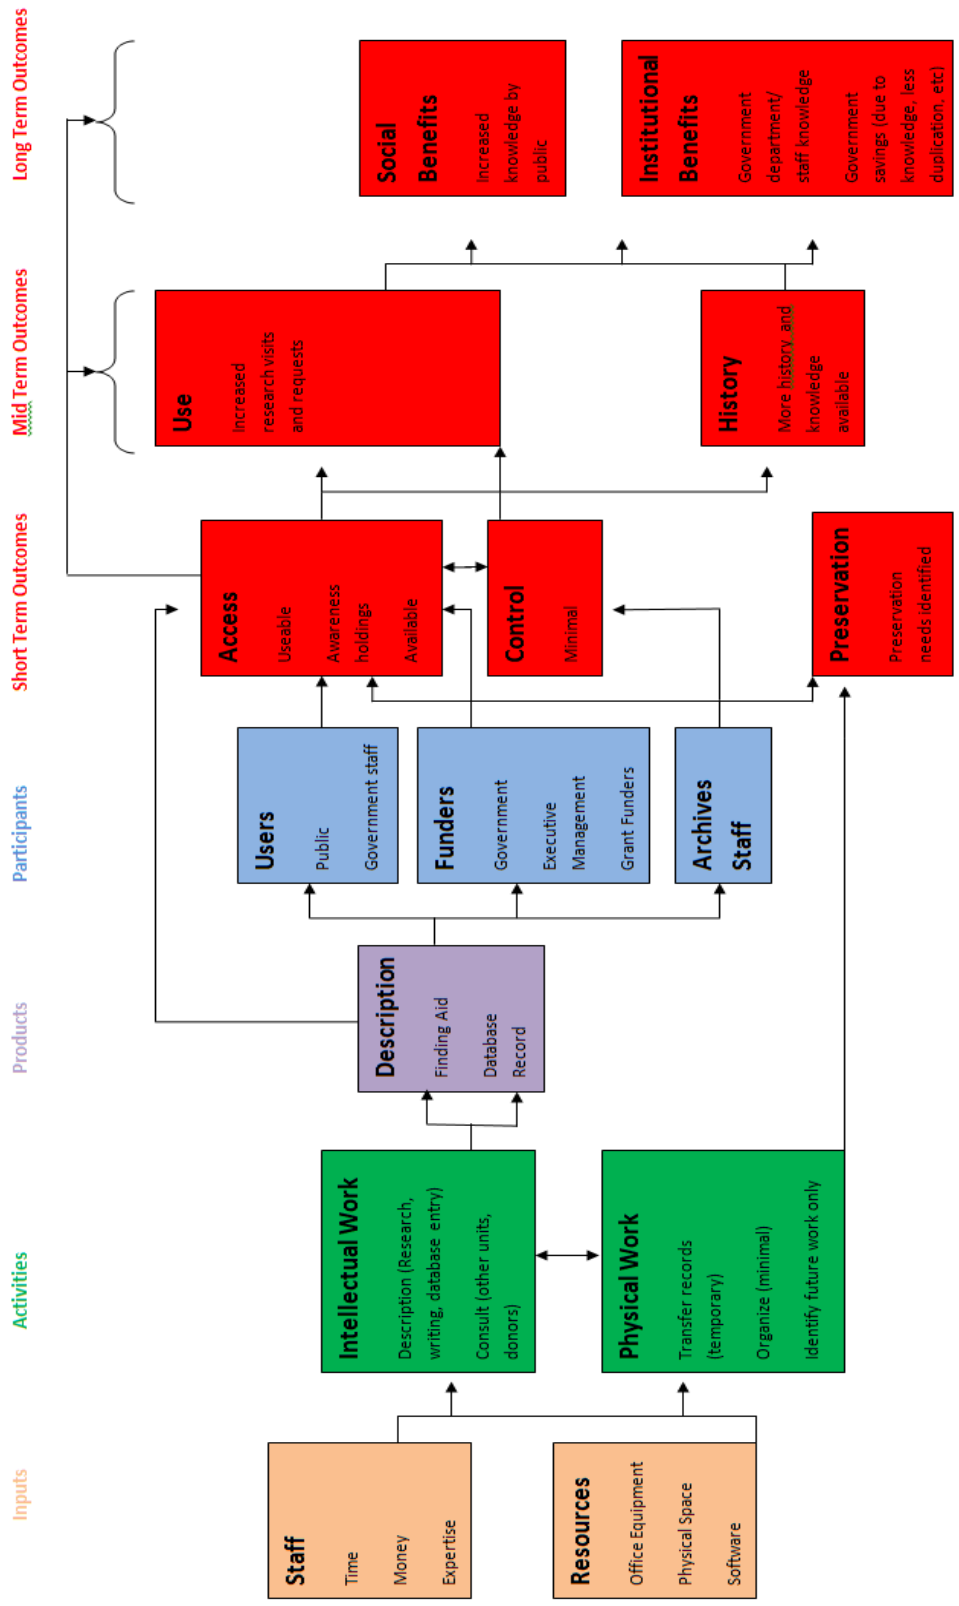 Inputs
Activities
Products
Participants
Short Term Outcomes
Mid Term Outcomes
Long Term Outcomes
Staff
Time
Money
Expertise
Resources
Office Equipment
Physical Space
Software
Intellectual Work
Description (Research,
writing, database entry)
Consult (other units,
donors)
Physical Work
Transfer records
(temporary)
Organize (minimal)
Identify future work only
Description
Finding Aid
Database
Record
Users
Public
Government staff
Funders
Government
Executive
Management
Grant Funders
Archives
Staff
Access
Useable
Awareness
holdings
Available
Control
Minimal
Preservation
Preservation
needs identified
Use
increased
research visits
and requests
History
More history and
knowledge
available
Social
Benefits
Increased
knowledge by
public
Institutional
Benefits
Government
department/
staff knowledge
Government
savings (due to
knowledge, less
duplication, etc)